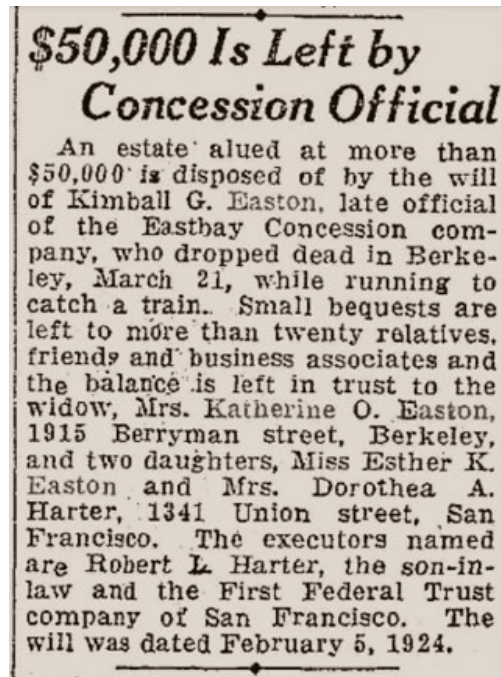 $50,000 Is Left by
Concession Official
An estate alued at more than
$50,000 is disposed of by the will
of Kimball G. Easton, late official
of the Eastbay Concession com-
pany, who dropped dead in Berke-
ley, March 21, while running to
catch a train. Small bequests are
left to more than twenty relatives,
friends and business associates and
the balance is left in trust to the
widow, Mrs. Katherine O. Easton,
1915 Berryman street, Berkeley,
and two daughters, Miss Esther K.
Easton and Mrs. Dorothea A.
Harter, 1341 Union street, San
Francisco. The executors named
are Robert L. Harter, the son-in-
law and the First Federal Trust
company of San Francisco. The
will was dated February 5, 1924.